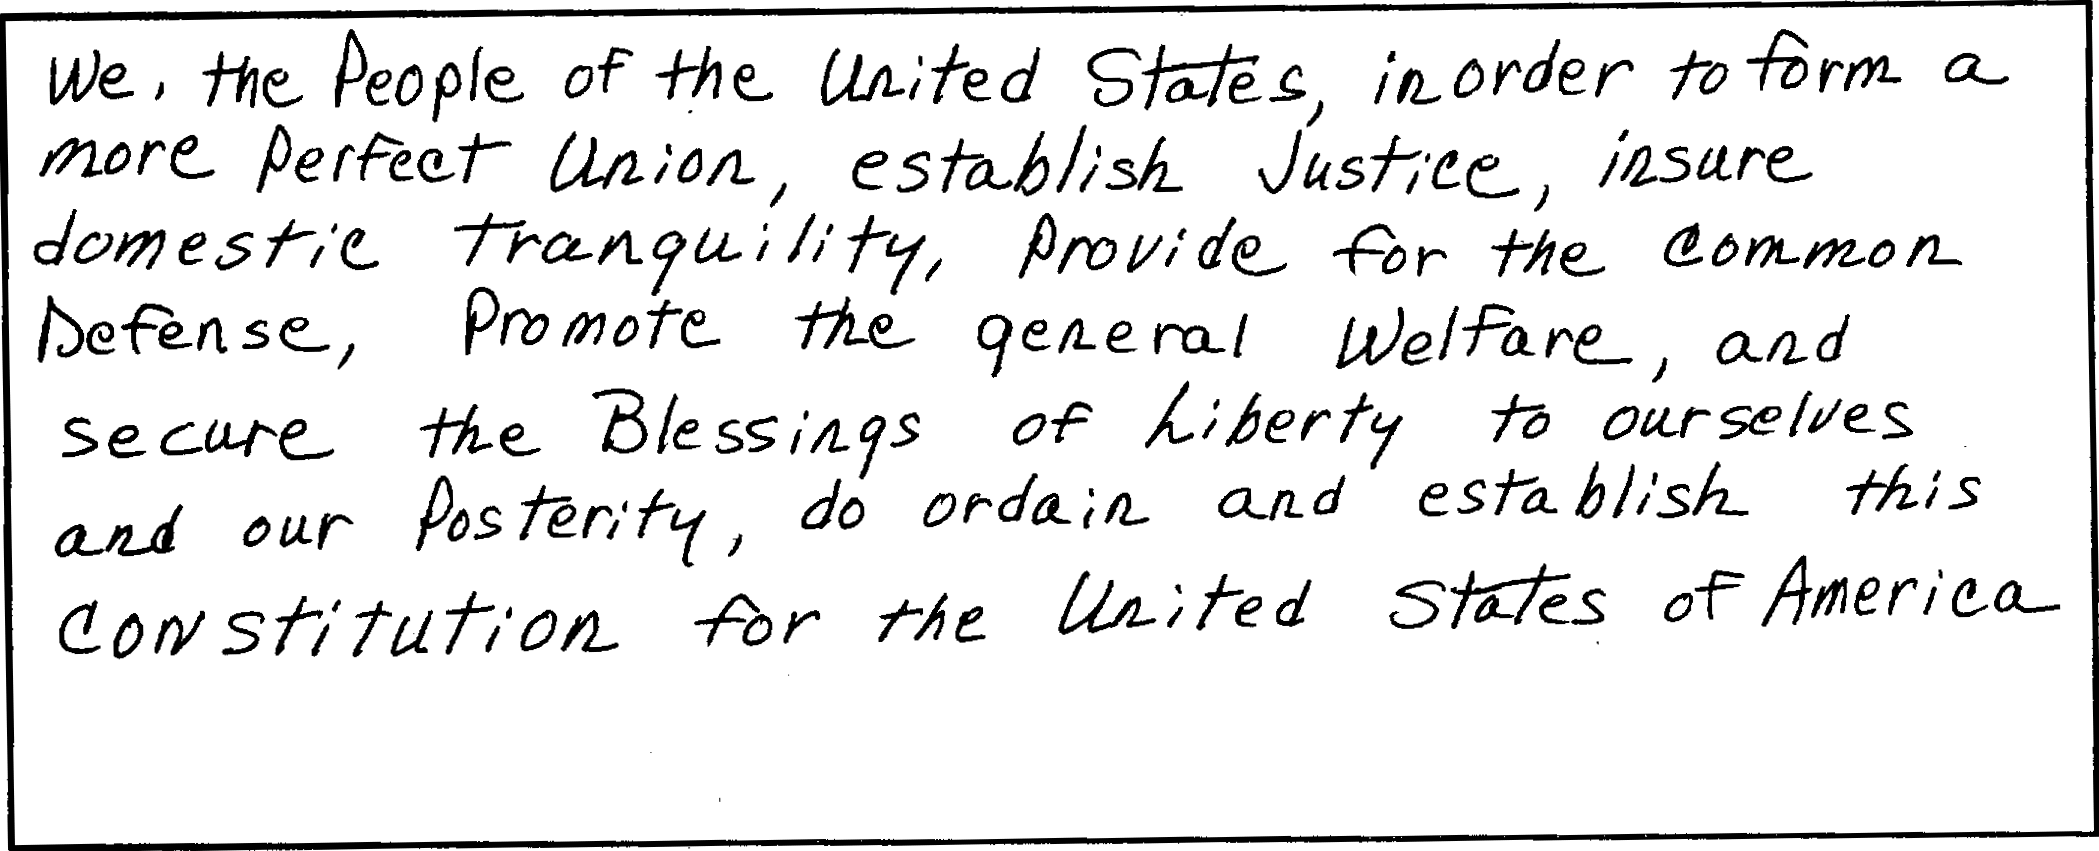 We, the People of the United States, in order to form a
more perfect Union, establish Justice, insure
domestic tranquility, provide for the common
Defense, Promote the general Welfare, and
secure the Blessings of Liberty to ourselves
and our Posterity, do ordain and establish this
Constitution for the United States of America